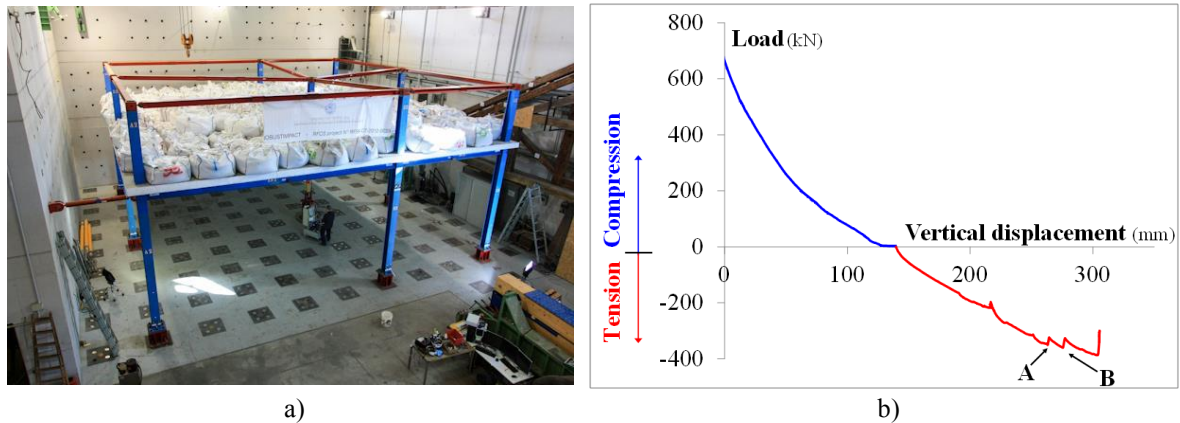 800
Load (kN)
600
400
200
0
-200
-400
0
100
200
300
Vertical displacement (mm)
Compression
Tension
A
B
a)
b)